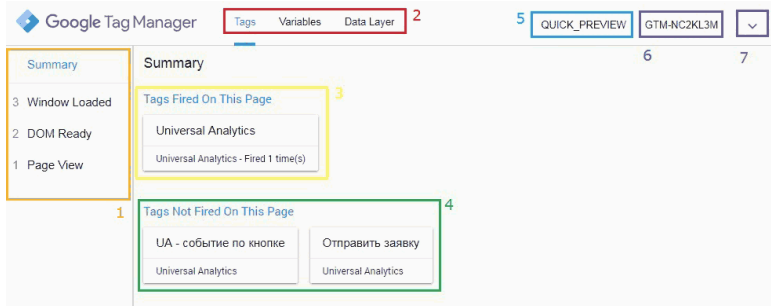 Google Tag Manager
Tags Variables Data Layer 2
5 QUICK_PREVIEW GTM-NC2KL3M
6 7
Summary
3 Window Loaded
2 DOM Ready
1 Page View
1
Summary
Tags Fired On This Page 3
Universal Analytics
Universal Analytics - Fired 1 time(s)
Tags Not Fired On This Page 4
UA - событие по кнопке
Universal Analytics
Отправить заявку
Universal Analytics